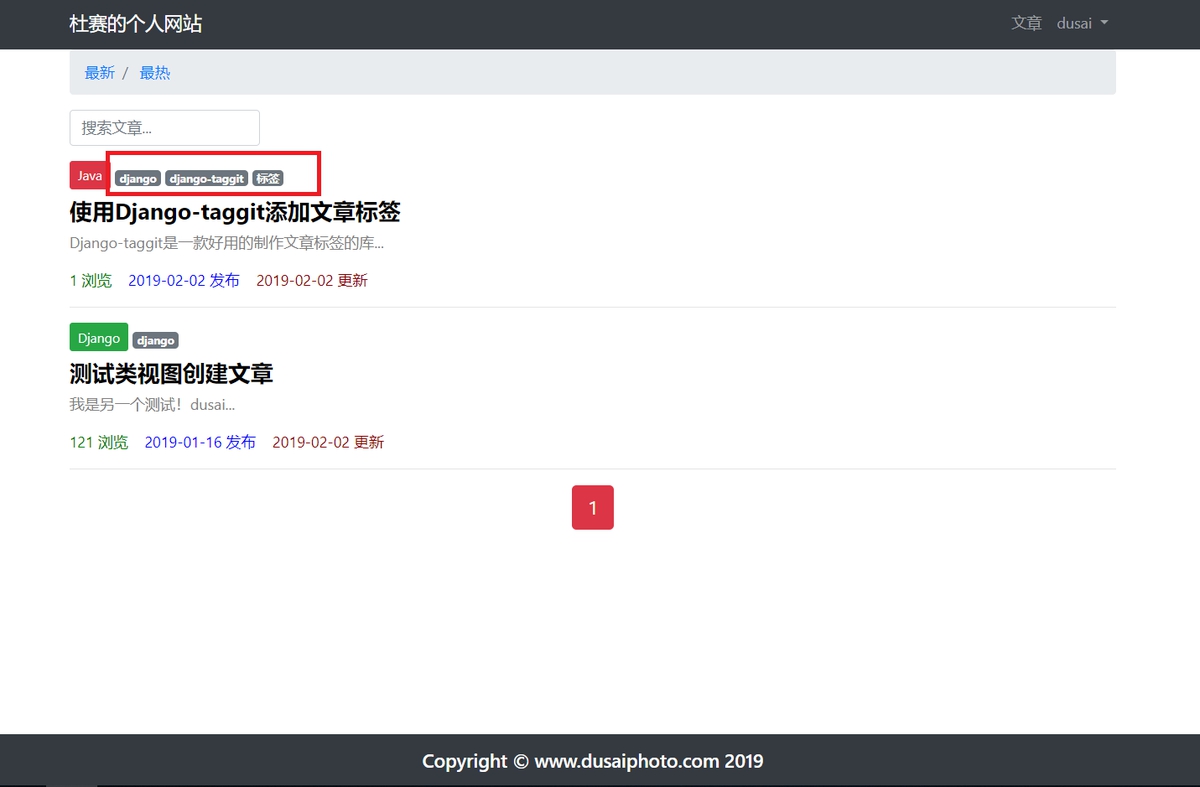 杜赛的个人网站 文章 dusai
最新 / 最热
搜索文章...
Java django django-taggit 标签
使用Django-taggit添加文章标签
Django-taggit是一款好用的制作文章标签的库...
1 浏览 2019-02-02 发布 2019-02-02 更新
Django django
测试类视图创建文章
我是另一个测试！dusai...
121 浏览 2019-01-16 发布 2019-02-02 更新
1
Copyright © www.dusaiphoto.com 2019